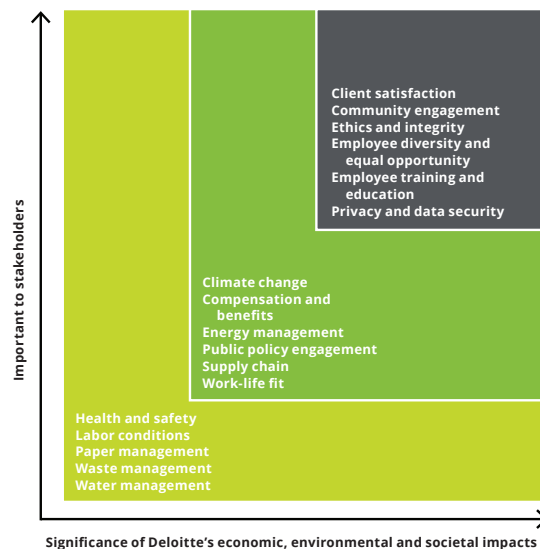 Important to stakeholders
Client satisfaction
Community engagement
Ethics and integrity
Employee diversity and
equal opportunity
Employee training and
education
Privacy and data security
Climate change
Compensation and
benefits
Energy management
Public policy engagement
Supply chain
Work-life fit
Health and safety
Labor conditions
Paper management
Waste management
Water management
Significance of Deloitte’s economic, environmental and societal impacts